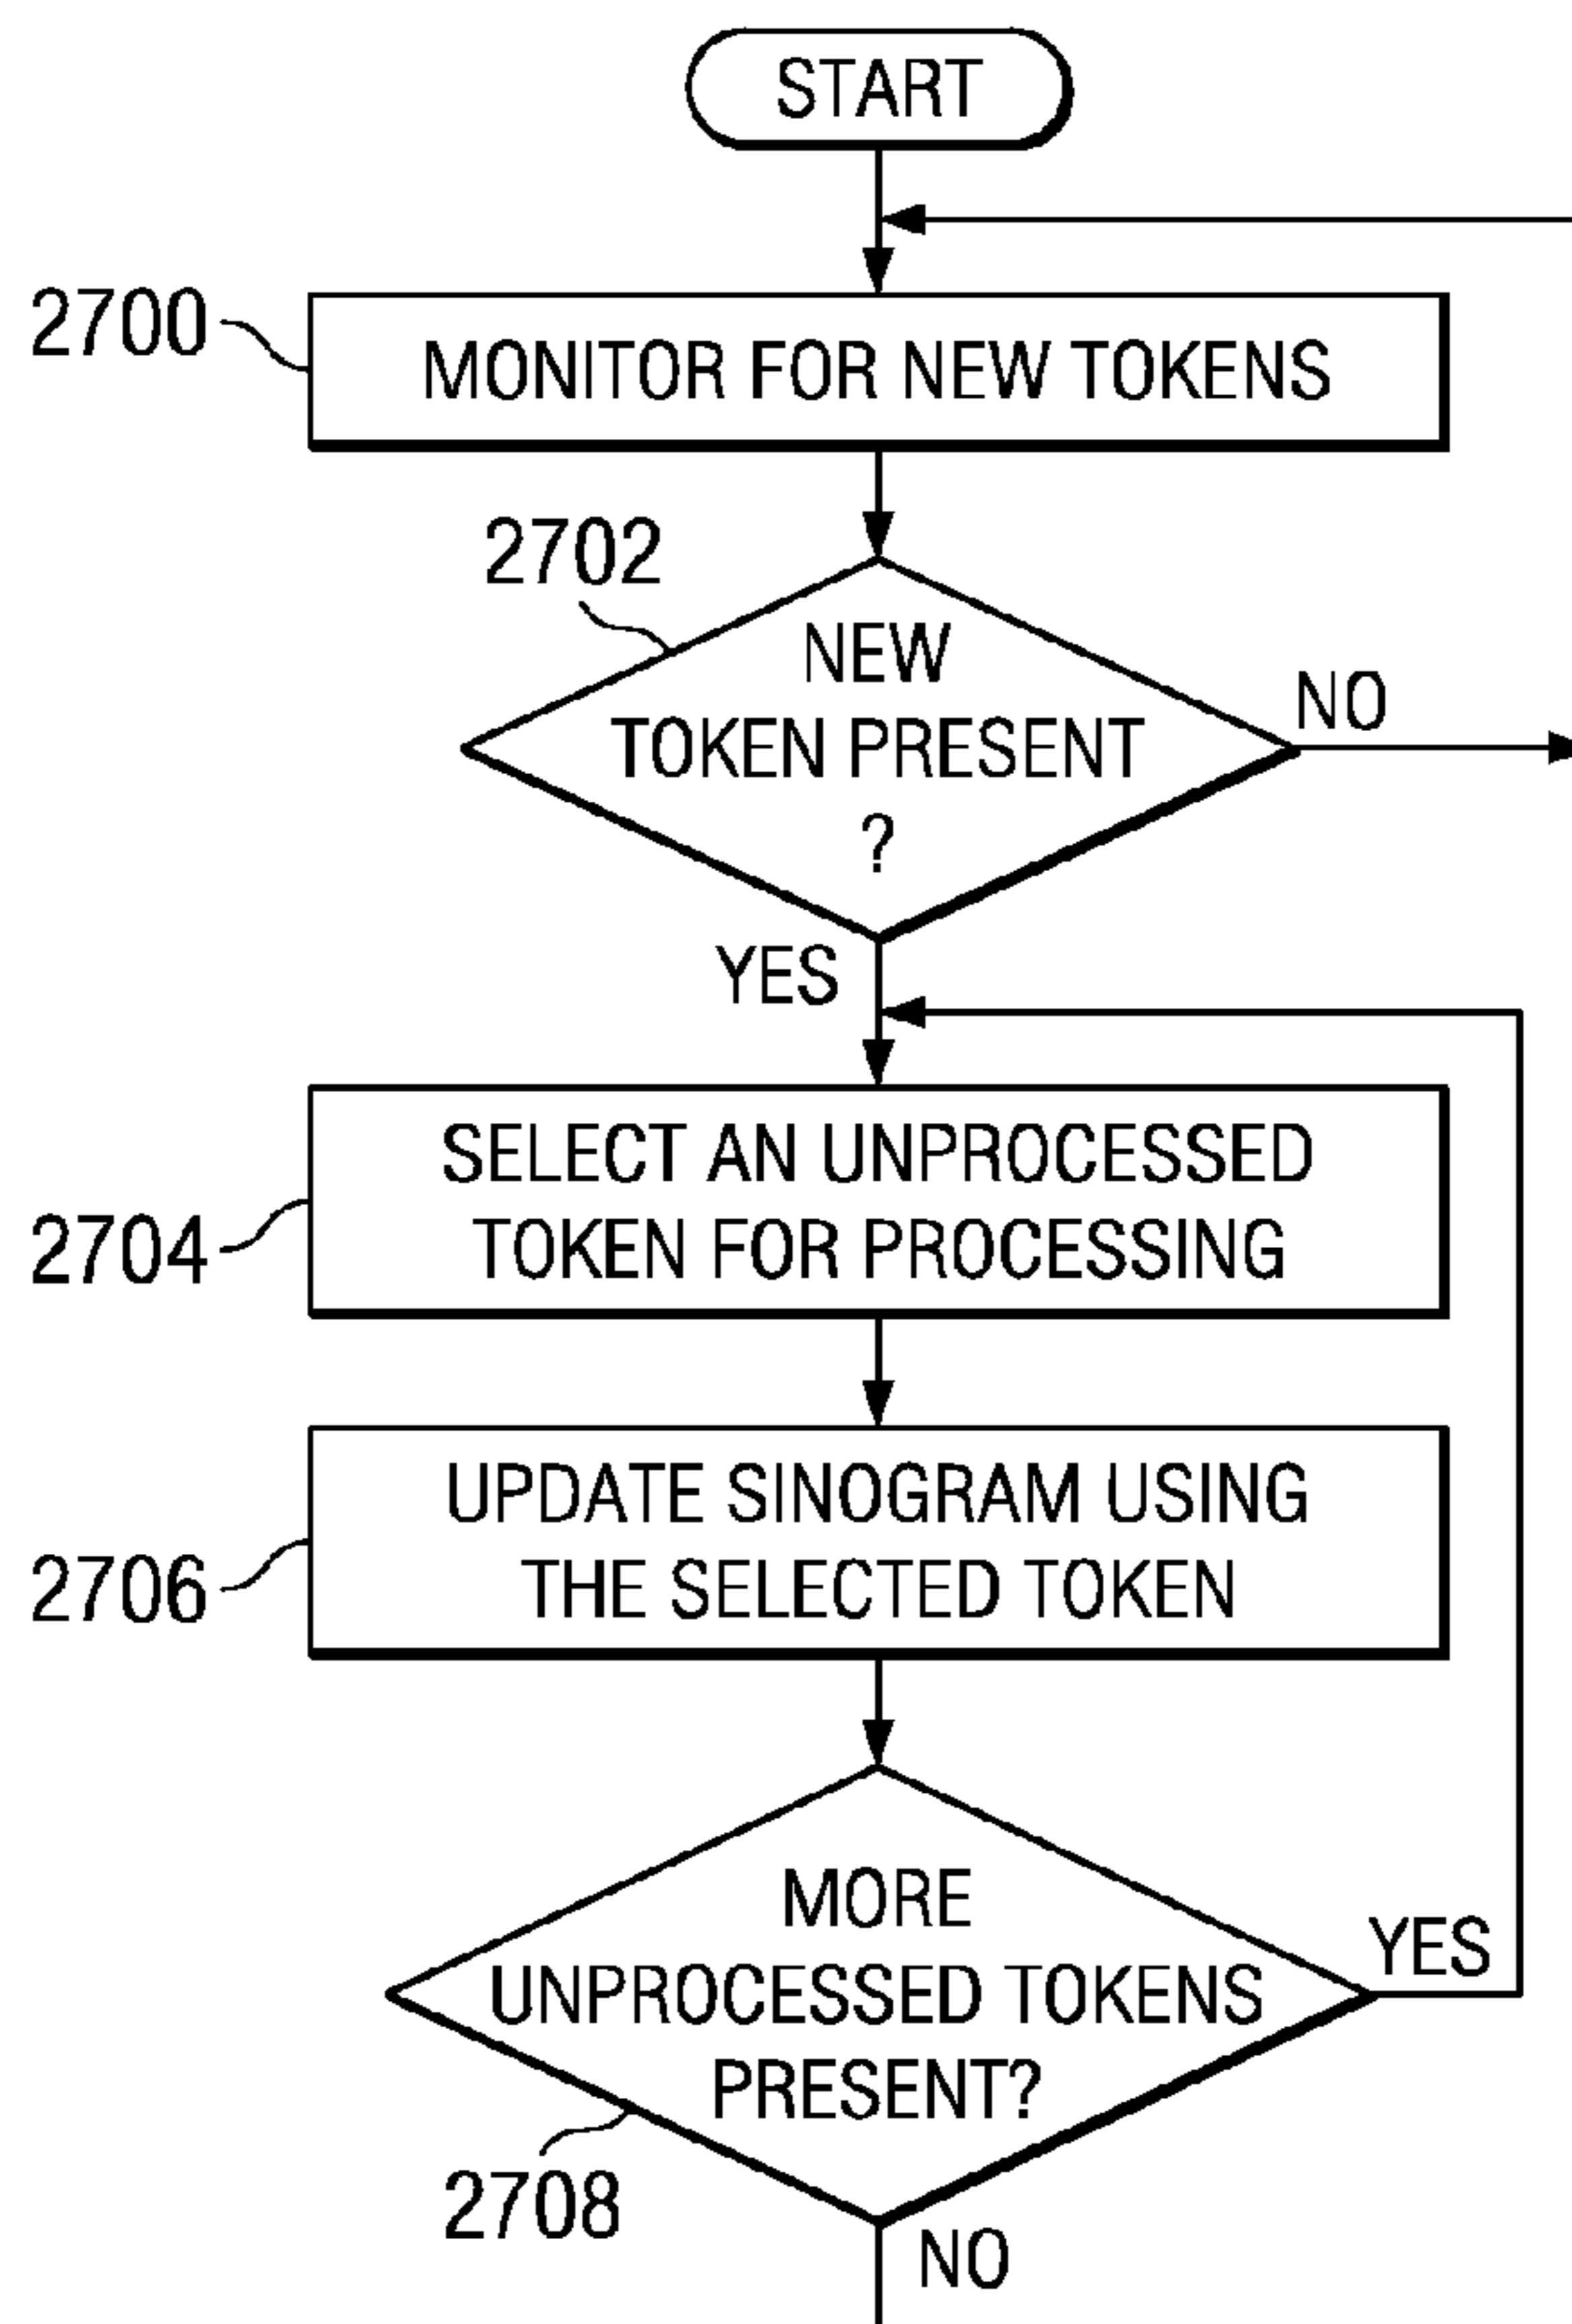 START
2700
MONITOR FOR NEW TOKENS
2702
NEW
TOKEN PRESENT
?
NO
YES
SELECT AN UNPROCESSED
TOKEN FOR PROCESSING
2704
UPDATE SINOGRAM USING
THE SELECTED TOKEN
2706
MORE
UNPROCESSED TOKENS
PRESENT?
YES
2708
NO